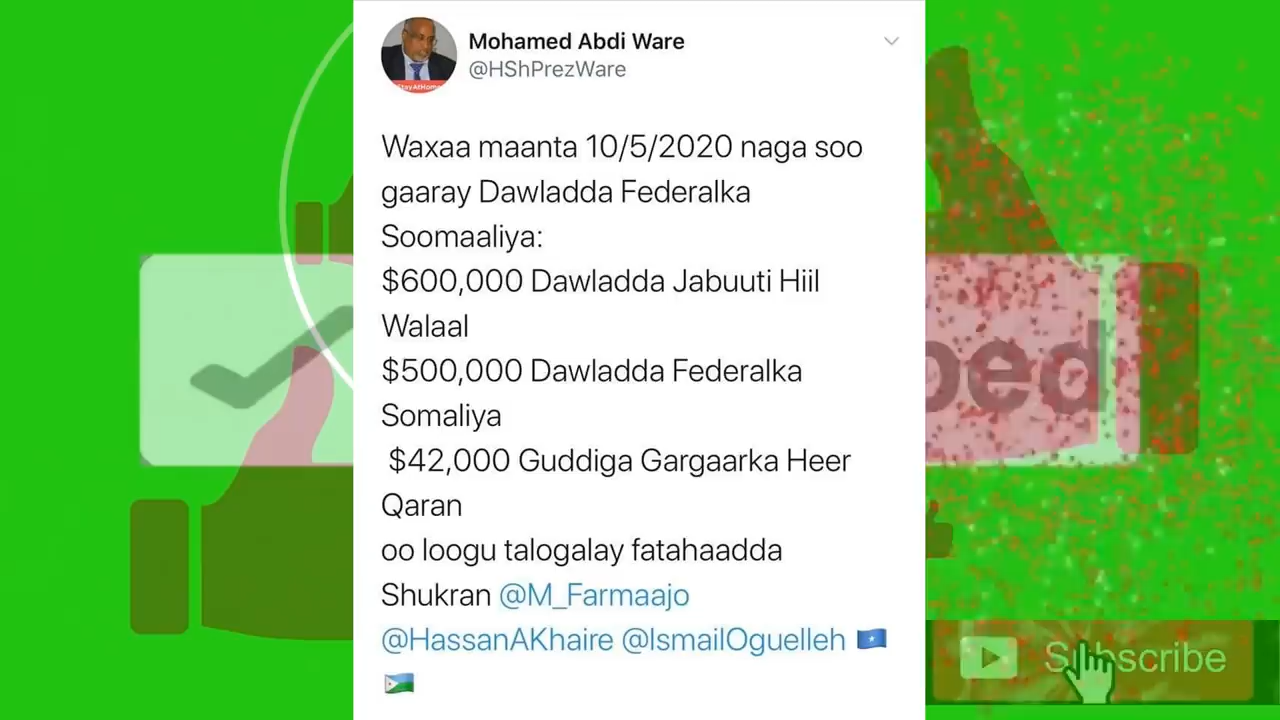 Mohamed Abdi Ware
@HShPrezWare
StayAtHome
Waxaa maanta 10/5/2020 naga soo
gaaray Dawladda Federalka
Soomaaliya:
$600,000 Dawladda Jabuuti Hiil
Walaal
$500,000 Dawladda Federalka
Somaliya
$42,000 Guddiga Gargaarka Heer
Qaran
oo loogu talogalay fatahaadda
Shukran @M_Farmaajo
@HassanAKhaire @IsmailOguelleh 🇸🇴
🇩🇯
bed
Subscribe